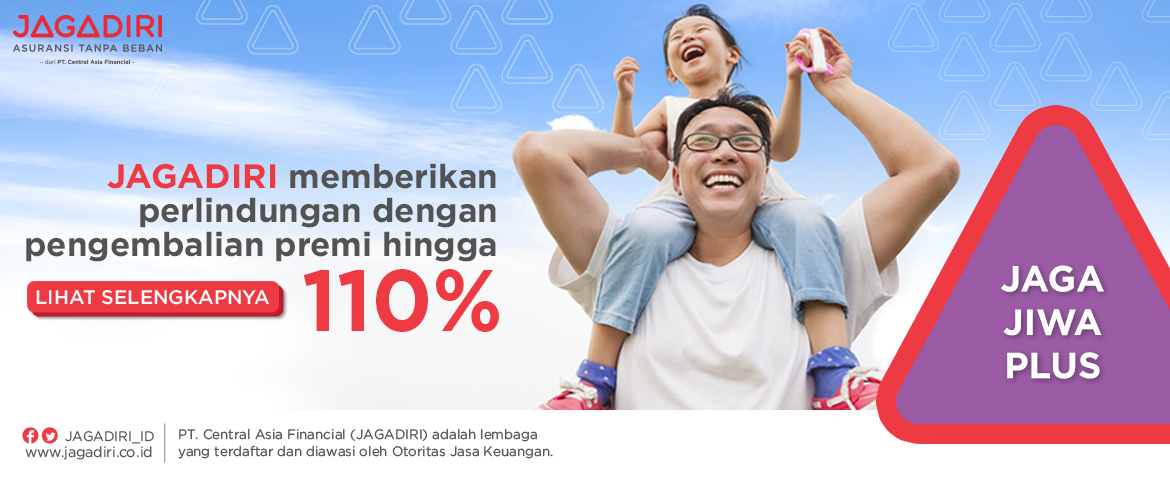 JAGADIRI
ASURANSI TANPA BEBAN
- dari PT. Central Asia Financial -
JAGADIRI memberikan
perlindungan dengan
pengembalian premi hingga
110%
LIHAT SELENGKAPNYA
JAGA
JIWA
PLUS
JAGADIRI_ID
www.jagadiri.co.id
PT. Central Asia Financial (JAGADIRI) adalah lembaga
yang terdaftar dan diawasi oleh Otoritas Jasa Keuangan.